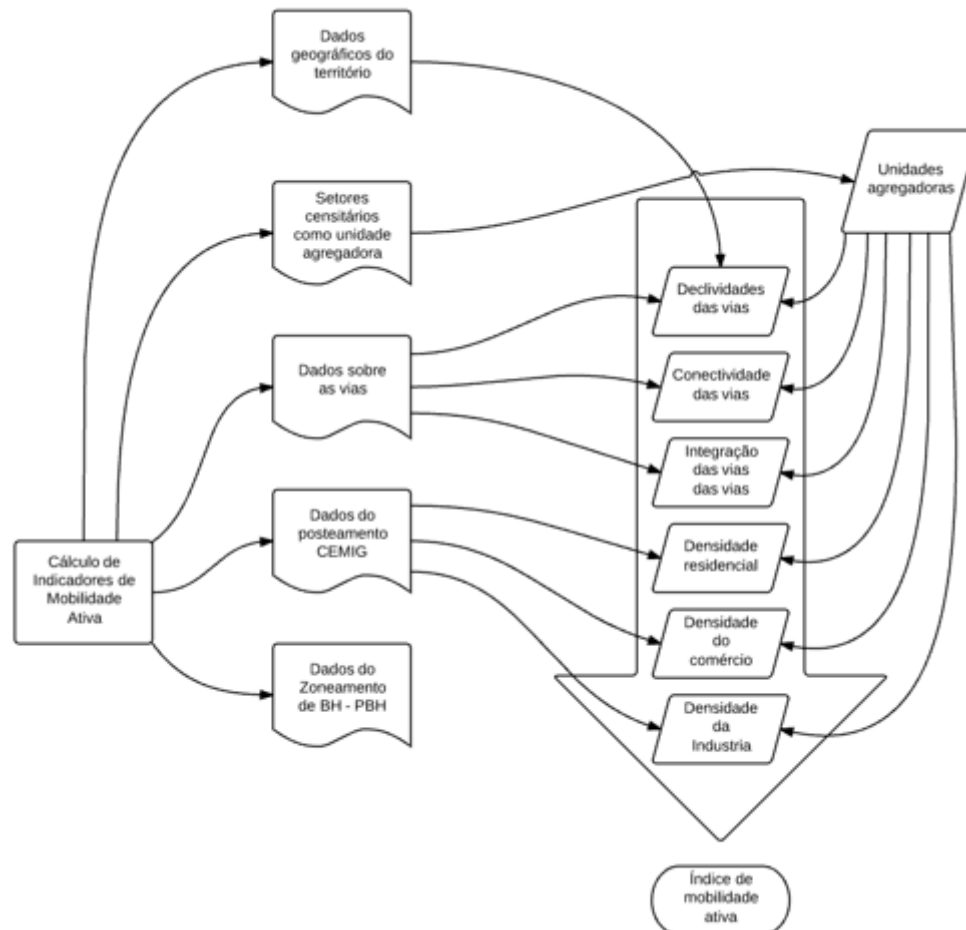 Dados
geográficos do
território
Setores
censitários
como unidade
agregadora
Dados sobre
as vias
Dados do
posteamento
CEMIG
Dados do
Zoneamento
de BH - PBH
Cálculo de
Indicadores de
Mobilidade
Ativa
Unidades
agregadoras
Declividades
das vias
Conectividade
das vias
Integração
das vias
das vias
Densidade
residencial
Densidade
do
comércio
Densidade
da
Industria
Índice de
mobilidade
ativa